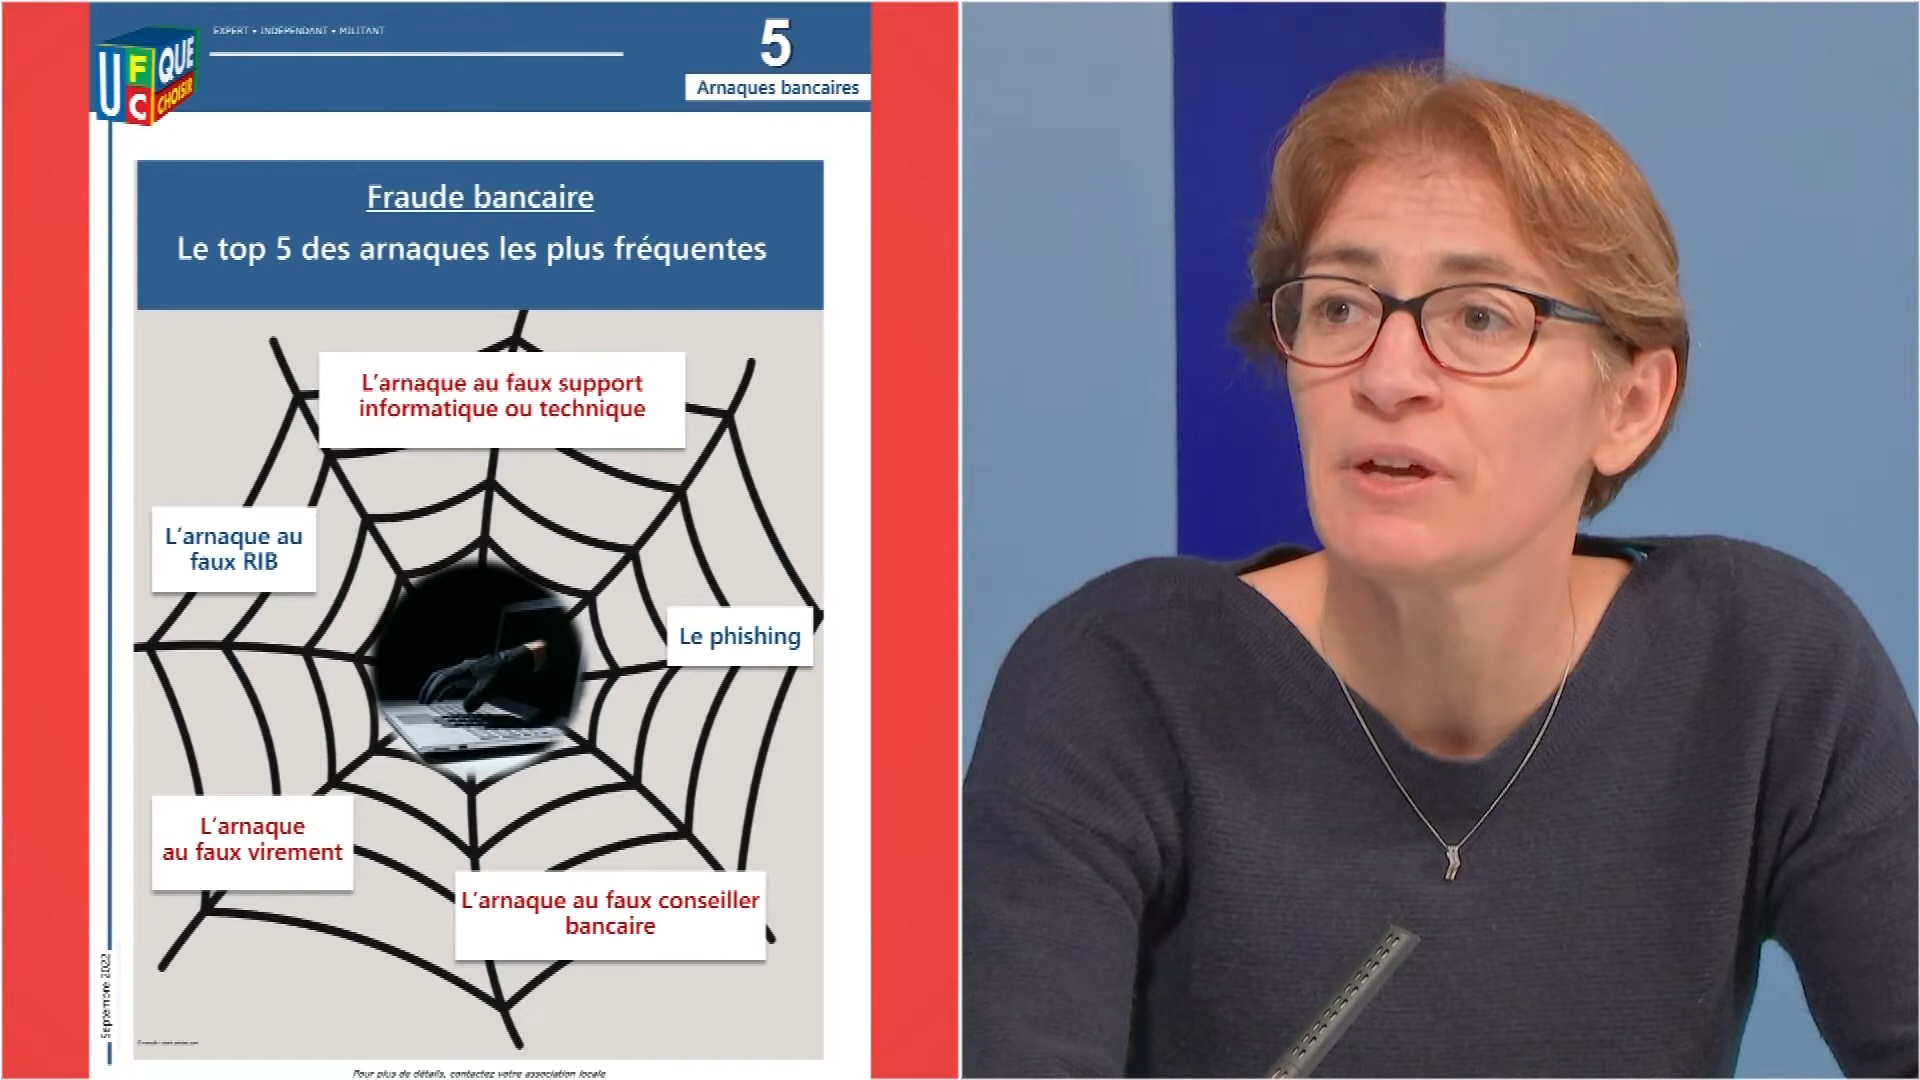 EXPERT • INDÉPENDANT • MILITANT
UFC QUE CHOISIR
5
Arnaques bancaires
Fraude bancaire
Le top 5 des arnaques les plus fréquentes
L'arnaque au faux support
informatique ou technique
L'arnaque au
faux RIB
Le phishing
L'arnaque
au faux virement
L'arnaque au faux conseiller
bancaire
Septembre 2022
Pour plus de détails, contactez votre association locale